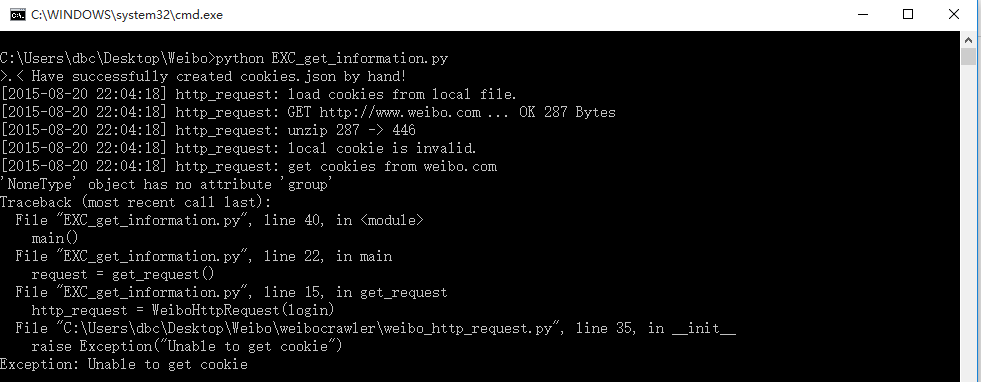 C:\WINDOWS\system32\cmd.exe
C:\Users\dbc\Desktop\Weibo>python EXC_get_information.py
>.< Have successfully created cookies.json by hand!
[2015-08-20 22:04:18] http_request: load cookies from local file.
[2015-08-20 22:04:18] http_request: GET http://www.weibo.com ... OK 287 Bytes
[2015-08-20 22:04:18] http_request: unzip 287 -> 446
[2015-08-20 22:04:18] http_request: local cookie is invalid.
[2015-08-20 22:04:18] http_request: get cookies from weibo.com
'NoneType' object has no attribute 'group'
Traceback (most recent call last):
  File "EXC_get_information.py", line 40, in <module>
    main()
  File "EXC_get_information.py", line 22, in main
    request = get_request()
  File "EXC_get_information.py", line 15, in get_request
    http_request = WeiboHttpRequest(login)
  File "C:\Users\dbc\Desktop\Weibo\weibocrawler\weibo_http_request.py", line 35, in __init__
    raise Exception("Unable to get cookie")
Exception: Unable to get cookie